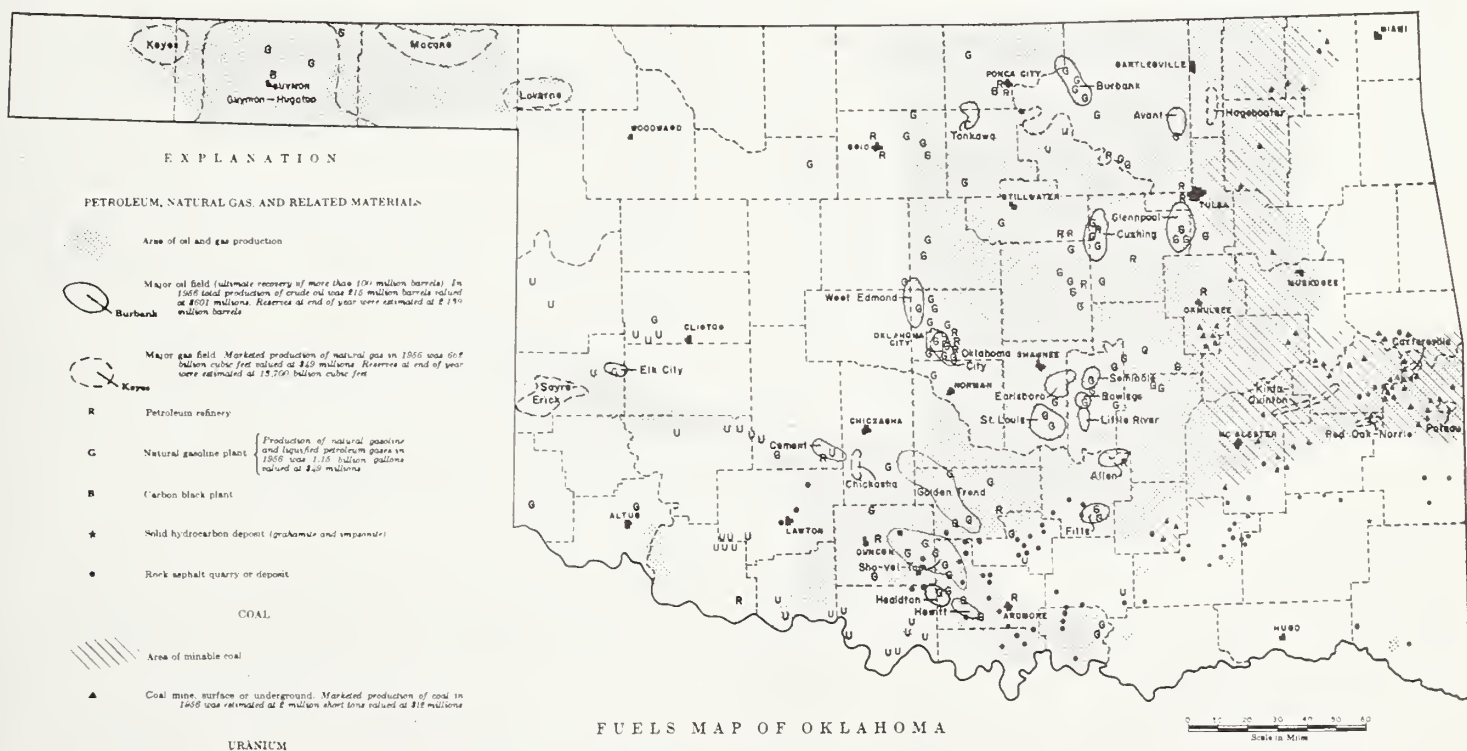 EXPLANATION
PETROLEUM, NATURAL GAS, AND RELATED MATERIALS
Area of oil and gas production
Burbank
Major oil field (ultimate recovery of more than 100 million barrels). In
1956 total production of crude oil was 215 million barrels valued
at $601 millions. Reserves at end of year were estimated at
million barrels
Keyes
Major gas field. Marketed production of natural gas in 1956 was
billion cubic feet valued at $49 millions. Reserves at end of year
were estimated at 13,700 billion cubic feet
R Petroleum refinery
G Natural gasoline plant
Production of natural gasoline
and liquified petroleum gases in
1956 was 1.15 billion gallons
valued at $49 millions
B Carbon black plant
Solid hydrocarbon deposit (grahamite and impsonite)
Rock asphalt quarry or deposit
COAL
Area of minable coal
Coal mine, surface or underground. Marketed production of coal in
1956 was estimated at 2 million short tons valued at $12 millions
URANIUM
Keyes
Mocane
GUYMON
Guymon-Hugoton
Loverne
WOODWARD
ENID
PONCA CITY
Tonkawa
Burbank
BARTLESVILLE
MIAMI
Avant
Hogshooter
STILLWATER
TULSA
Glennpool
Cushing
MUSKOGEE
OKMULGEE
West Edmond
OKLAHOMA
CITY
Oklahoma
City
SHAWNEE
NORMAN
CLINTON
Elk City
Sayre
Erick
Seminole
Earlsboro
Bowlegs
Little River
St. Louis
Cartersville
Kinta
Quinton
McALESTER
Red Oak-Norris
Poteau
Cement
CHICKASHA
Chickasha
Golden Trend
Allen
Fitts
ALTUS
LAWTON
DUNCAN
Sho-Vel-Tum
Healdton
Hewitt
ARDMORE
HUGO
FUELS MAP OF OKLAHOMA
0 10 20 30 40 50 60
Scale in Miles